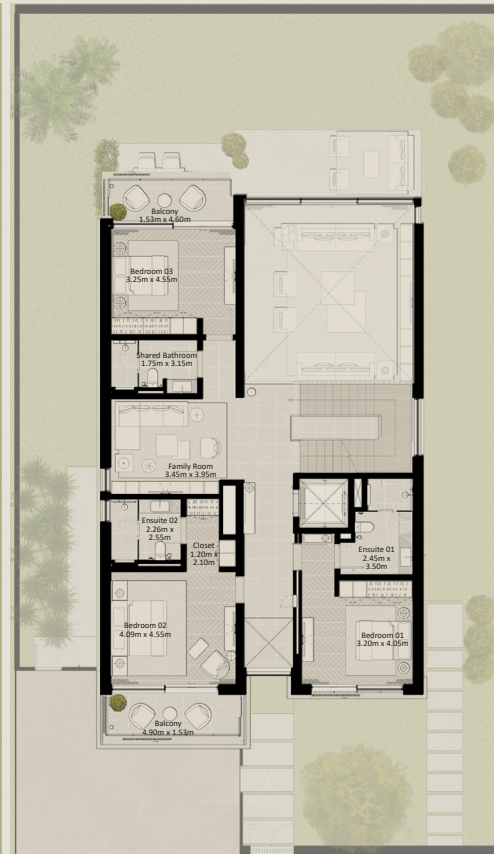 Balcony
1.53m x 4.60m
Bedroom 03
3.25m x 4.55m
Shared Bathroom
1.75m x 3.15m
Family Room
3.45m x 3.95m
Ensuite 02
2.26m x
2.55m
Closet
1.20m x
2.10m
Ensuite 01
2.45m x
3.50m
Bedroom 02
4.09m x 4.55m
Bedroom 01
3.20m x 4.05m
Balcony
4.90m x 1.53m